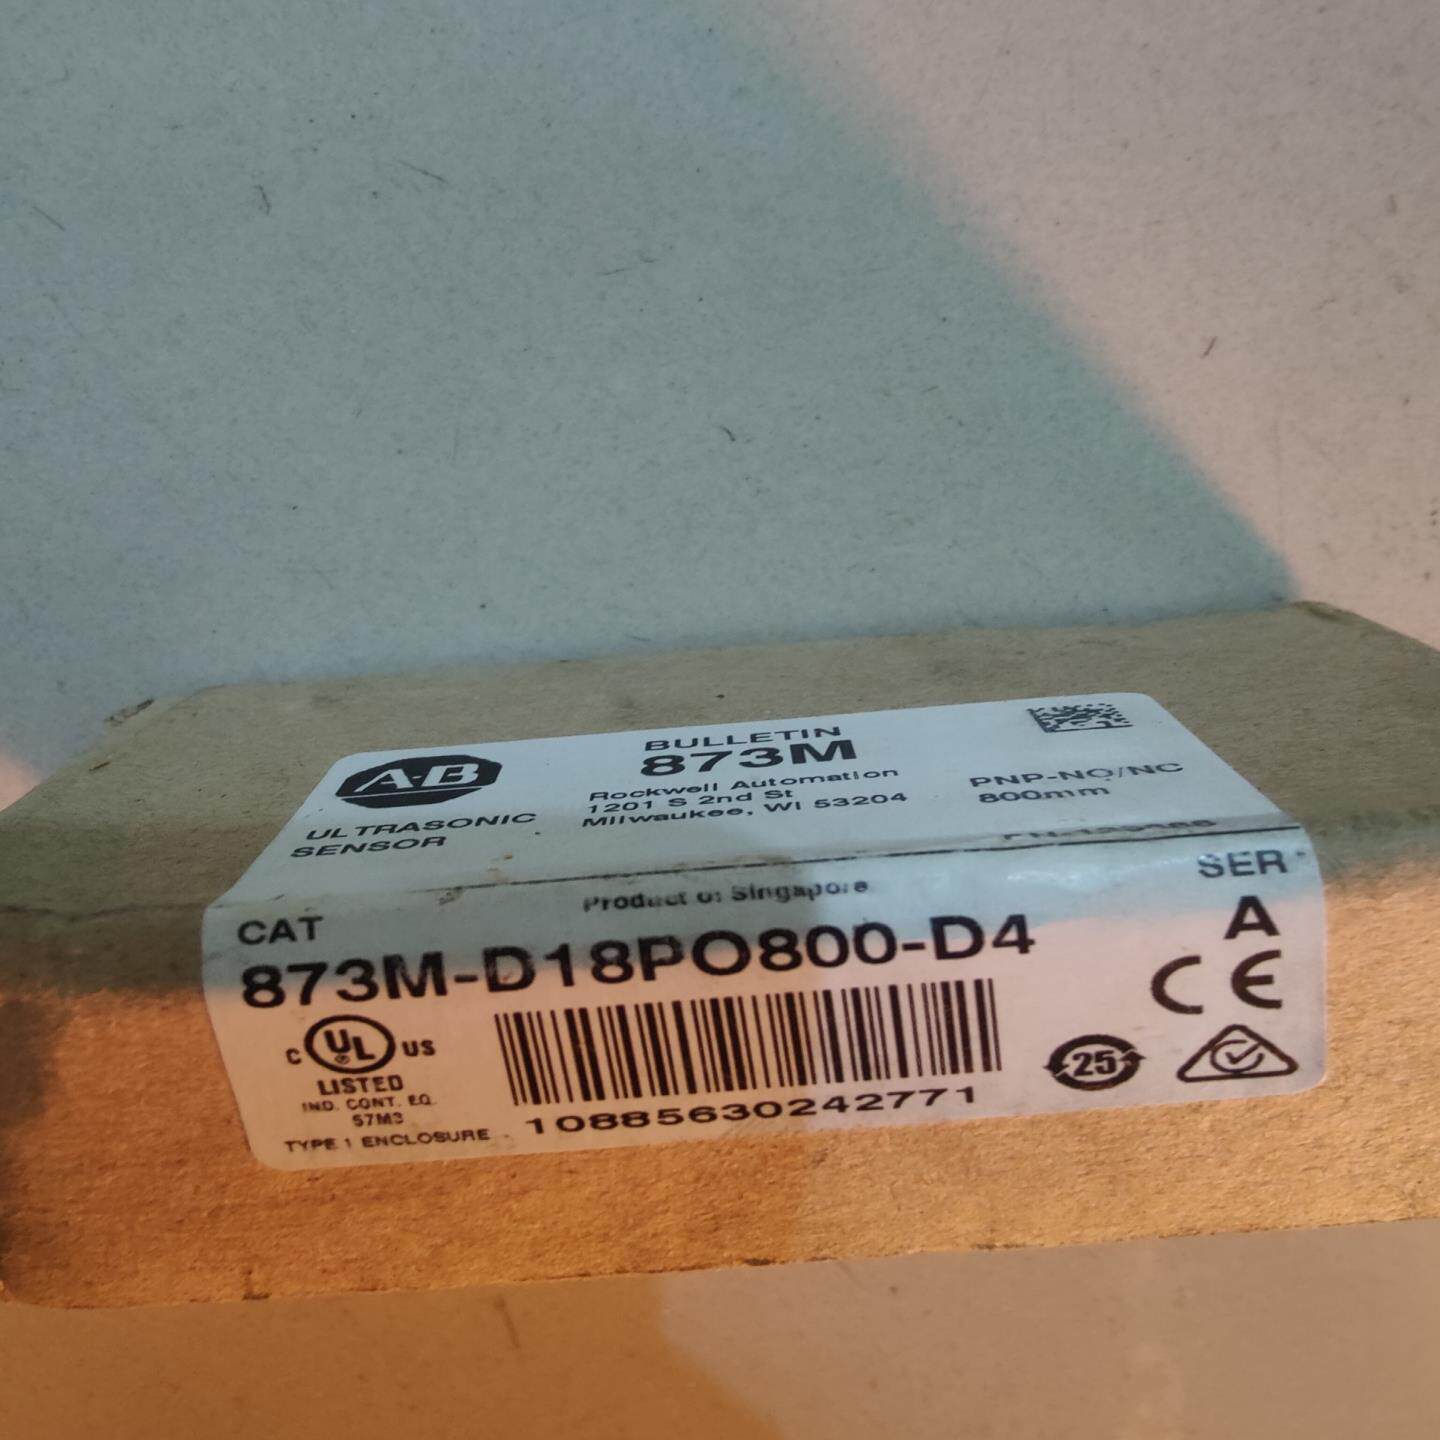 BULLETIN
873M
A-B
Rockwell Automation
1201 S 2nd St
Milwaukee, WI 53204
PNP-NO/NC
800mm
ULTRASONIC
SENSOR
Product of Singapore
SER
A
CAT
873M-D18PO800-D4
CE
C UL US
LISTED
IND. CONT. EQ.
57M3
TYPE 1 ENCLOSURE
10885630242771
25